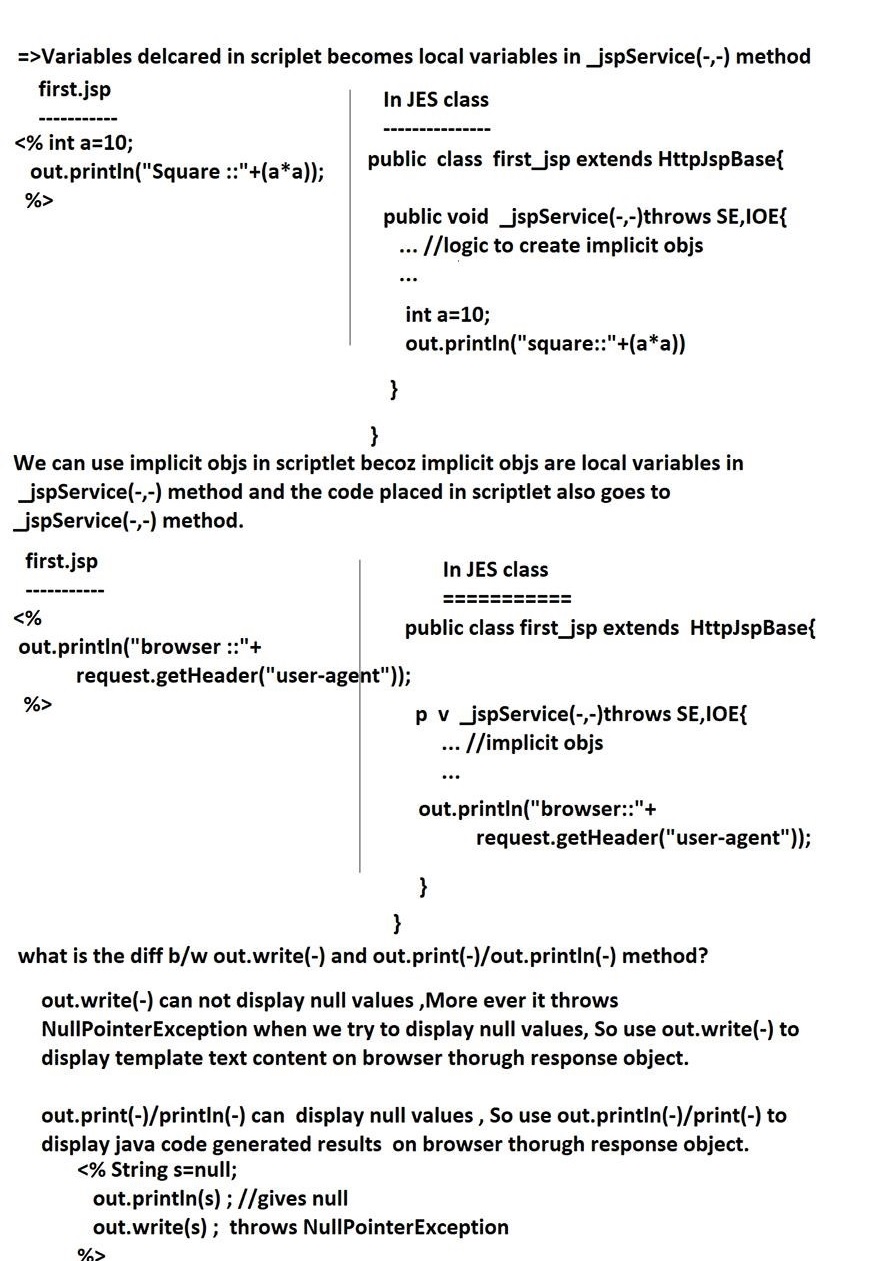 =>Variables delcared in scriplet becomes local variables in _jspService(-,-) method
first.jsp
-----------
<% int a=10;
out.println("Square ::"+(a*a));
%>
In JES class
---------------
public class first_jsp extends HttpJspBase{
public void _jspService(-,-)throws SE,IOE{
... //logic to create implicit objs
...
int a=10;
out.println("square::"+(a*a))
}
}
We can use implicit objs in scriptlet becoz implicit objs are local variables in
_jspService(-,-) method and the code placed in scriptlet also goes to
_jspService(-,-) method.
first.jsp
-----------
<%
out.println("browser ::"+
request.getHeader("user-agent"));
%>
In JES class
===========
public class first_jsp extends HttpJspBase{
p v _jspService(-,-)throws SE,IOE{
... //implicit objs
...
out.println("browser::"+
request.getHeader("user-agent"));
}
}
what is the diff b/w out.write(-) and out.print(-)/out.println(-) method?
out.write(-) can not display null values ,More ever it throws
NullPointerException when we try to display null values, So use out.write(-) to
display template text content on browser thorugh response object.
out.print(-)/println(-) can display null values , So use out.println(-)/print(-) to
display java code generated results on browser thorugh response object.
<% String s=null;
out.println(s) ; //gives null
out.write(s) ; throws NullPointerException
%>